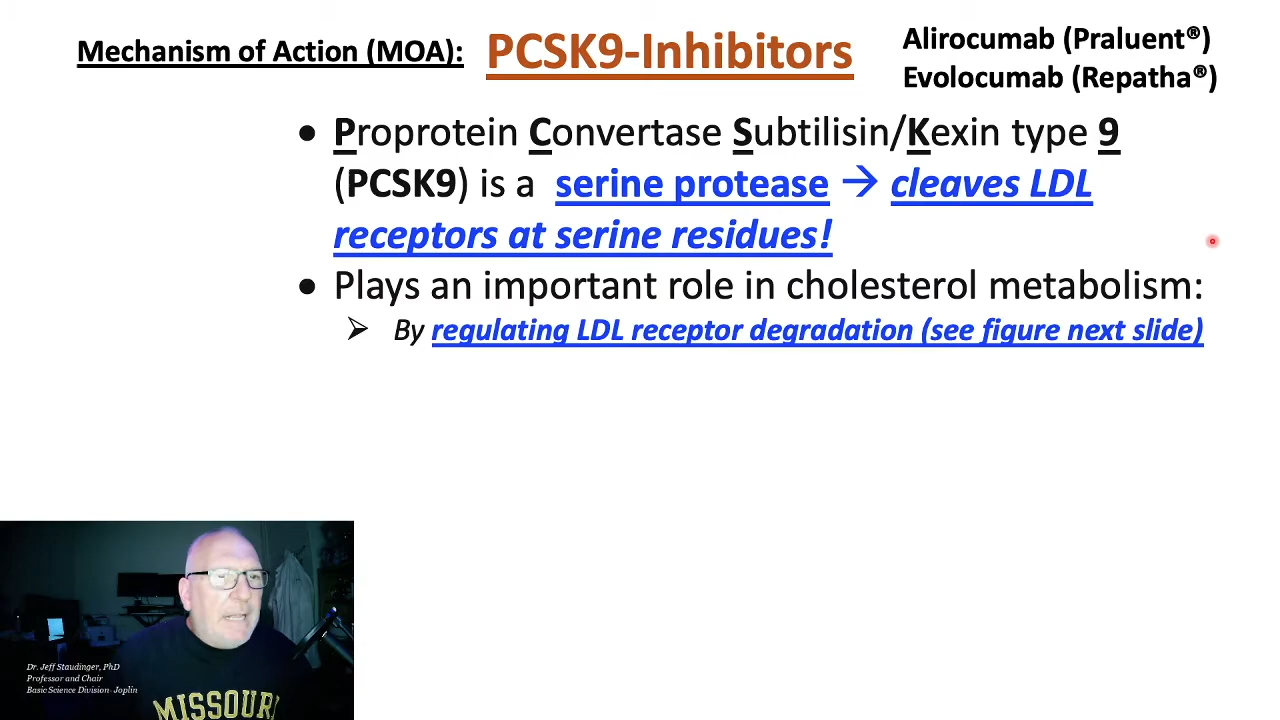 Mechanism of Action (MOA): PCSK9-Inhibitors
Alirocumab (Praluent®)
Evolocumab (Repatha®)
• Proprotein Convertase Subtilisin/Kexin type 9
(PCSK9) is a serine protease → cleaves LDL
receptors at serine residues!
• Plays an important role in cholesterol metabolism:
➢ By regulating LDL receptor degradation (see figure next slide)
Dr. Jeff Staudinger, PhD
Professor and Chair
Basic Science Division- Joplin
MISSOURI